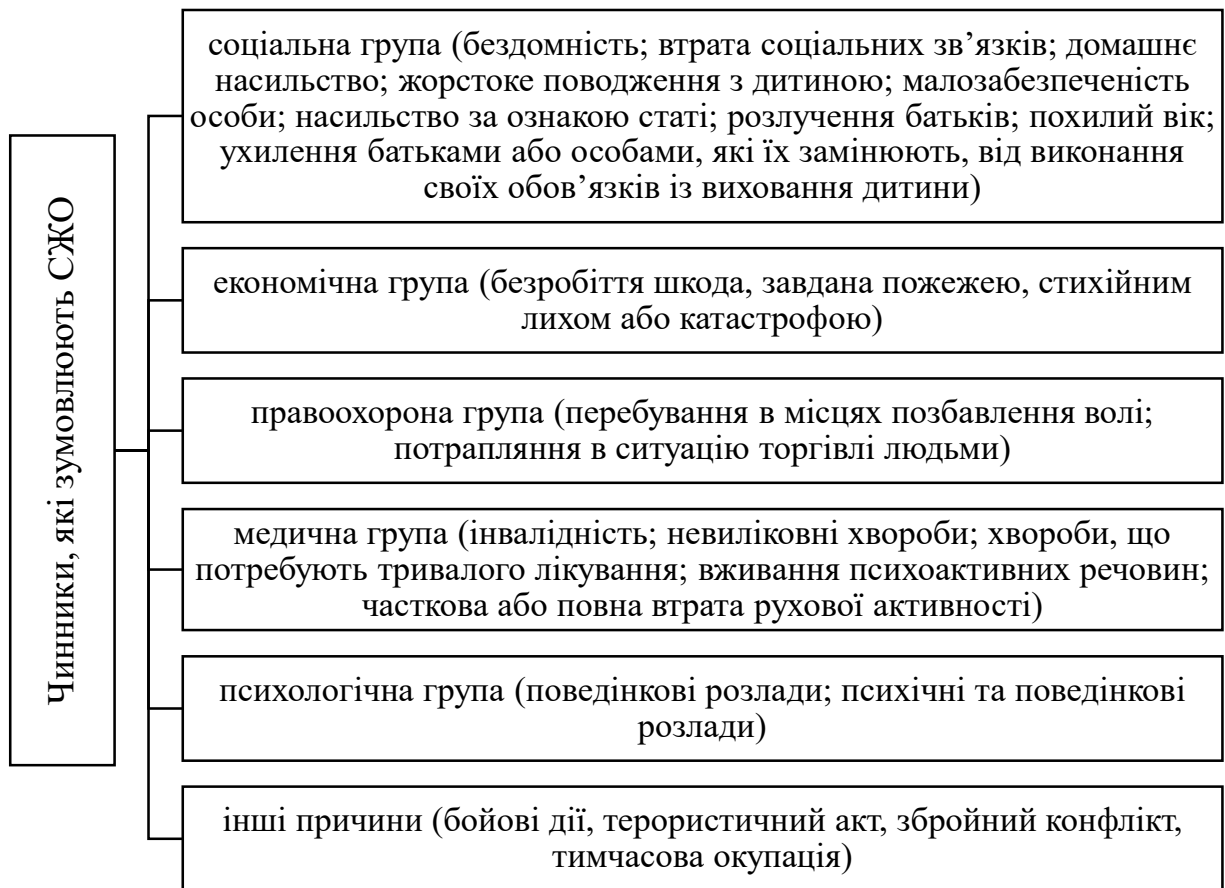 Чинники, які зумовлюють СЖО
соціальна група (бездомність; втрата соціальних зв’язків; домашнє
насильство; жорстоке поводження з дитиною; малозабезпеченість
особи; насильство за ознакою статі; розлучення батьків; похилий вік;
ухилення батьками або особами, які їх замінюють, від виконання
своїх обов’язків із виховання дитини)
економічна група (безробіття шкода, завдана пожежею, стихійним
лихом або катастрофою)
правоохорона група (перебування в місцях позбавлення волі;
потрапляння в ситуацію торгівлі людьми)
медична група (інвалідність; невиліковні хвороби; хвороби, що
потребують тривалого лікування; вживання психоактивних речовин;
часткова або повна втрата рухової активності)
психологічна група (поведінкові розлади; психічні та поведінкові
розлади)
інші причини (бойові дії, терористичний акт, збройний конфлікт,
тимчасова окупація)